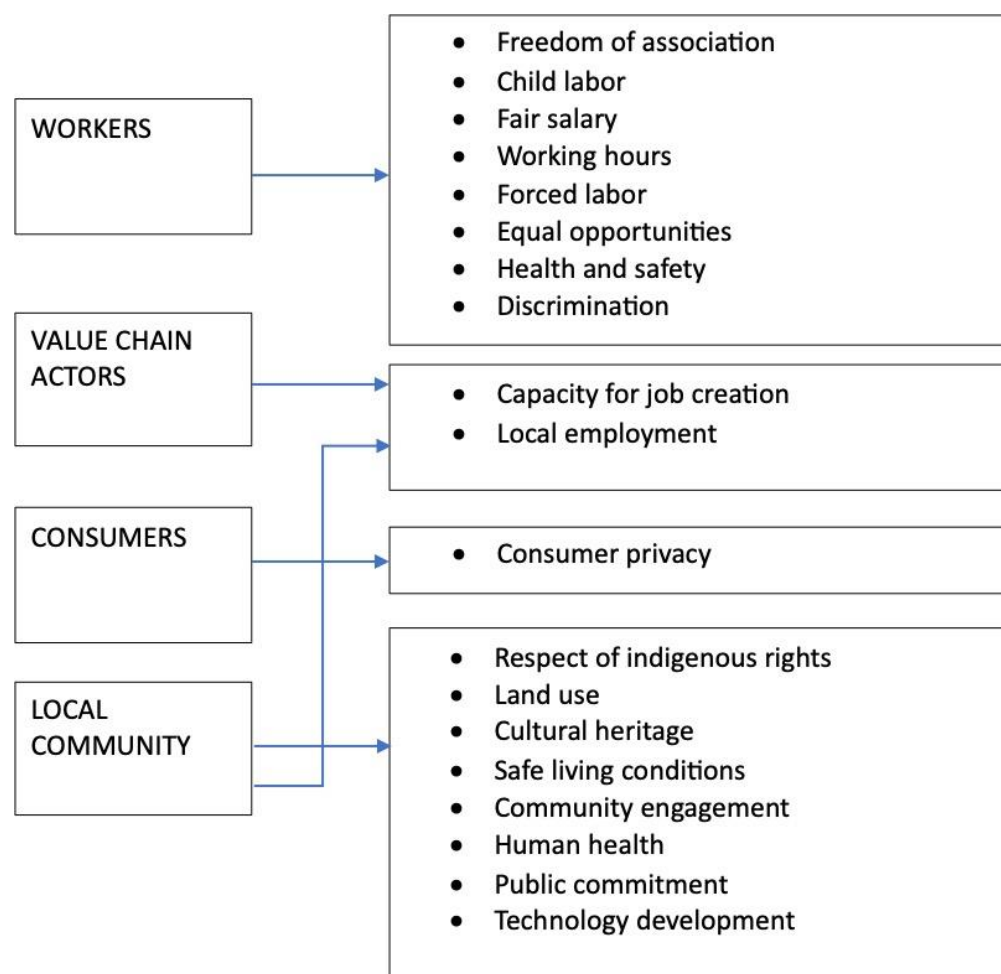 WORKERS
• Freedom of association
• Child labor
• Fair salary
• Working hours
• Forced labor
• Equal opportunities
• Health and safety
• Discrimination
VALUE CHAIN
ACTORS
• Capacity for job creation
• Local employment
CONSUMERS
• Consumer privacy
LOCAL
COMMUNITY
• Respect of indigenous rights
• Land use
• Cultural heritage
• Safe living conditions
• Community engagement
• Human health
• Public commitment
• Technology development